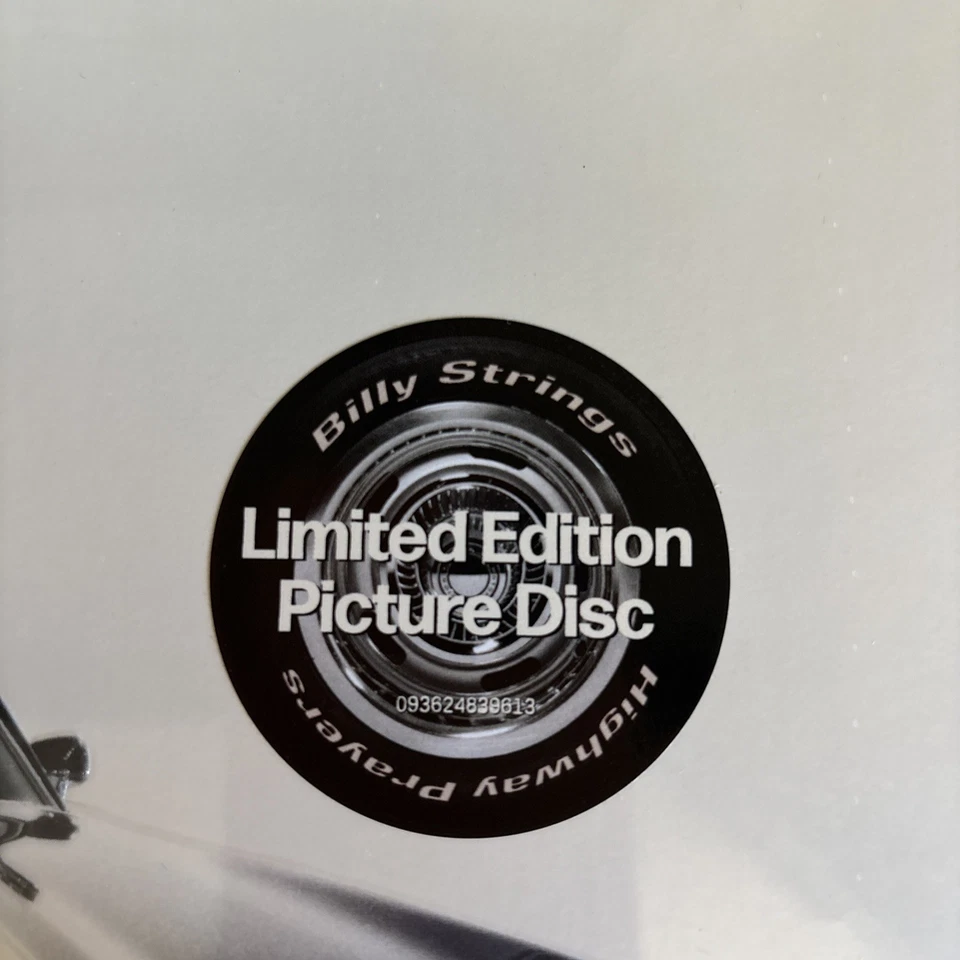 Billy Strings
Limited Edition
Picture Disc
093624839613
Highway Prayers